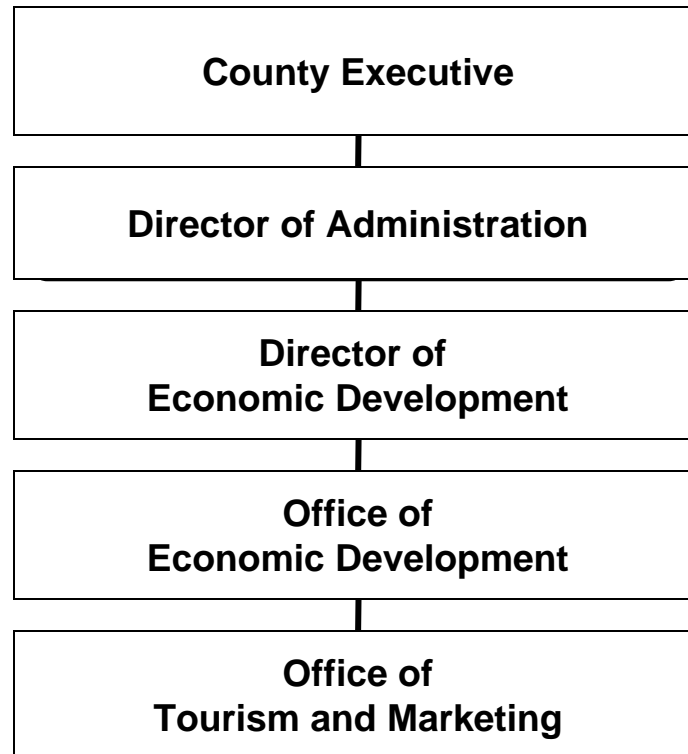 County Executive
Director of Administration
Director of
Economic Development
Office of
Economic Development
Office of
Tourism and Marketing